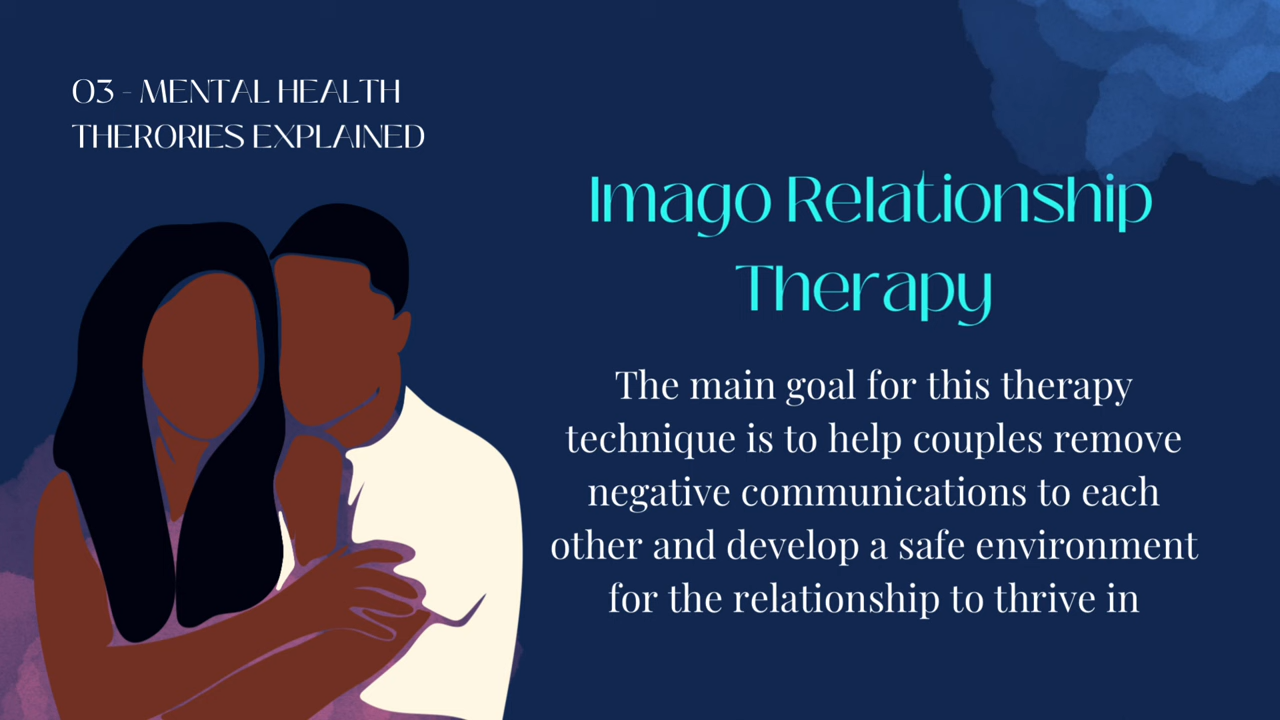 03 - MENTAL HEALTH
THERORIES EXPLAINED
Imago Relationship
Therapy
The main goal for this therapy
technique is to help couples remove
negative communications to each
other and develop a safe environment
for the relationship to thrive in